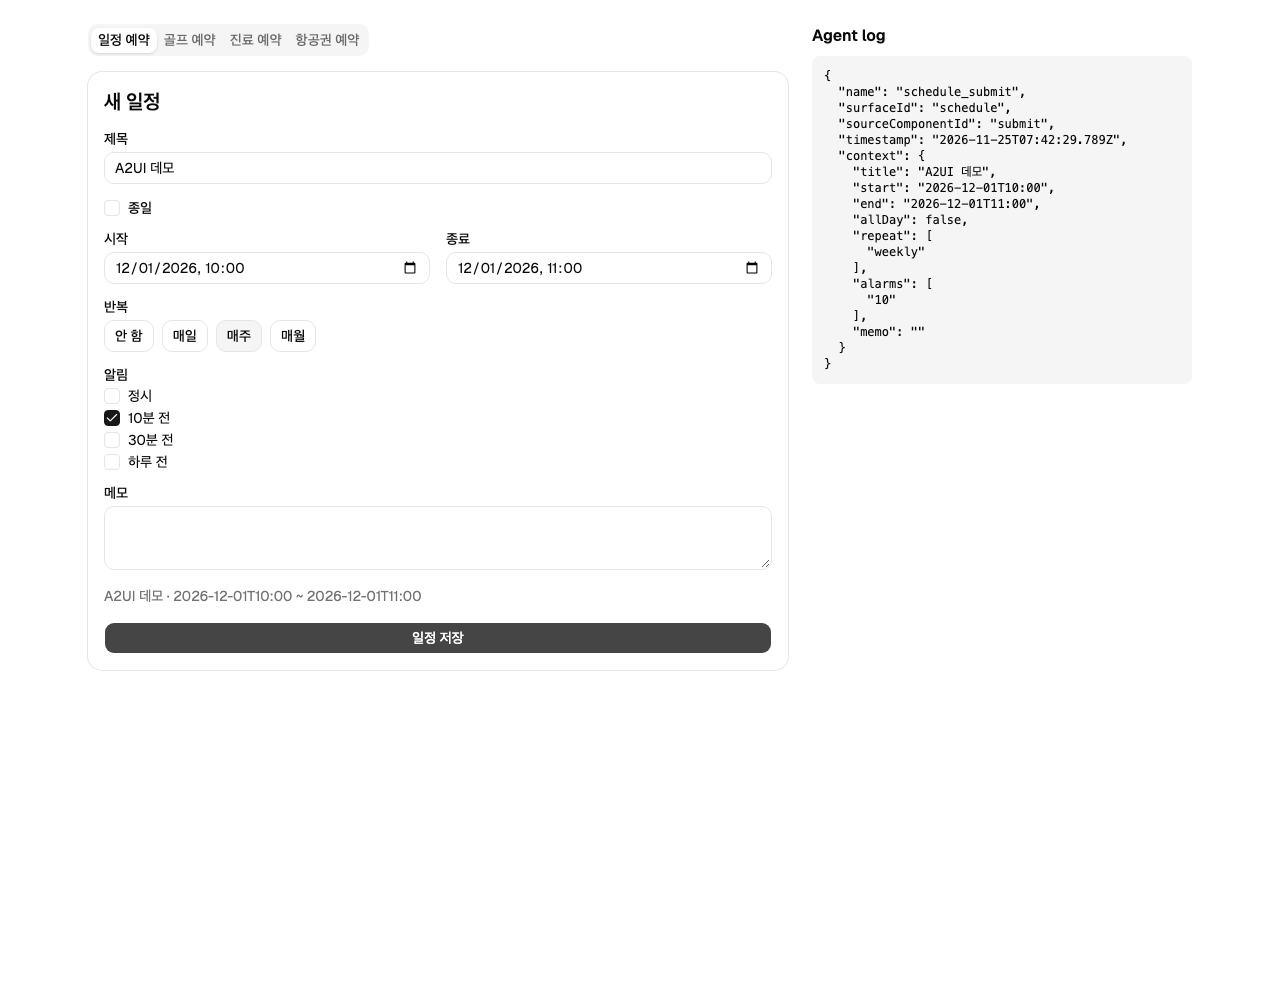 일정 예약 골프 예약 진료 예약 항공권 예약
새 일정
제목
A2UI 데모
종일
시작 종료
12/01/2026, 10:00 12/01/2026, 11:00
반복
안 함 매일 매주 매월
알림
정시
10분 전
30분 전
하루 전
메모
A2UI 데모 · 2026-12-01T10:00 ~ 2026-12-01T11:00
일정 저장
Agent log
{
  "name": "schedule_submit",
  "surfaceId": "schedule",
  "sourceComponentId": "submit",
  "timestamp": "2026-11-25T07:42:29.789Z",
  "context": {
    "title": "A2UI 데모",
    "start": "2026-12-01T10:00",
    "end": "2026-12-01T11:00",
    "allDay": false,
    "repeat": [
      "weekly"
    ],
    "alarms": [
      "10"
    ],
    "memo": ""
  }
}